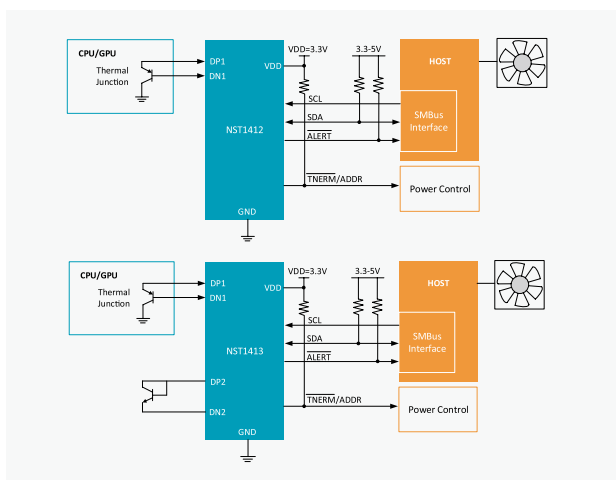 CPU/GPU
Thermal
Junction
DP1
DN1
VDD
NST1412
GND
VDD=3.3V
3.3-5V
SCL
SDA
ALERT
TNERM/ADDR
HOST
SMBus
Interface
Power Control
CPU/GPU
Thermal
Junction
DP1
DN1
VDD
NST1413
DP2
DN2
GND
VDD=3.3V
3.3-5V
SCL
SDA
ALERT
TNERM/ADDR
HOST
SMBus
Interface
Power Control